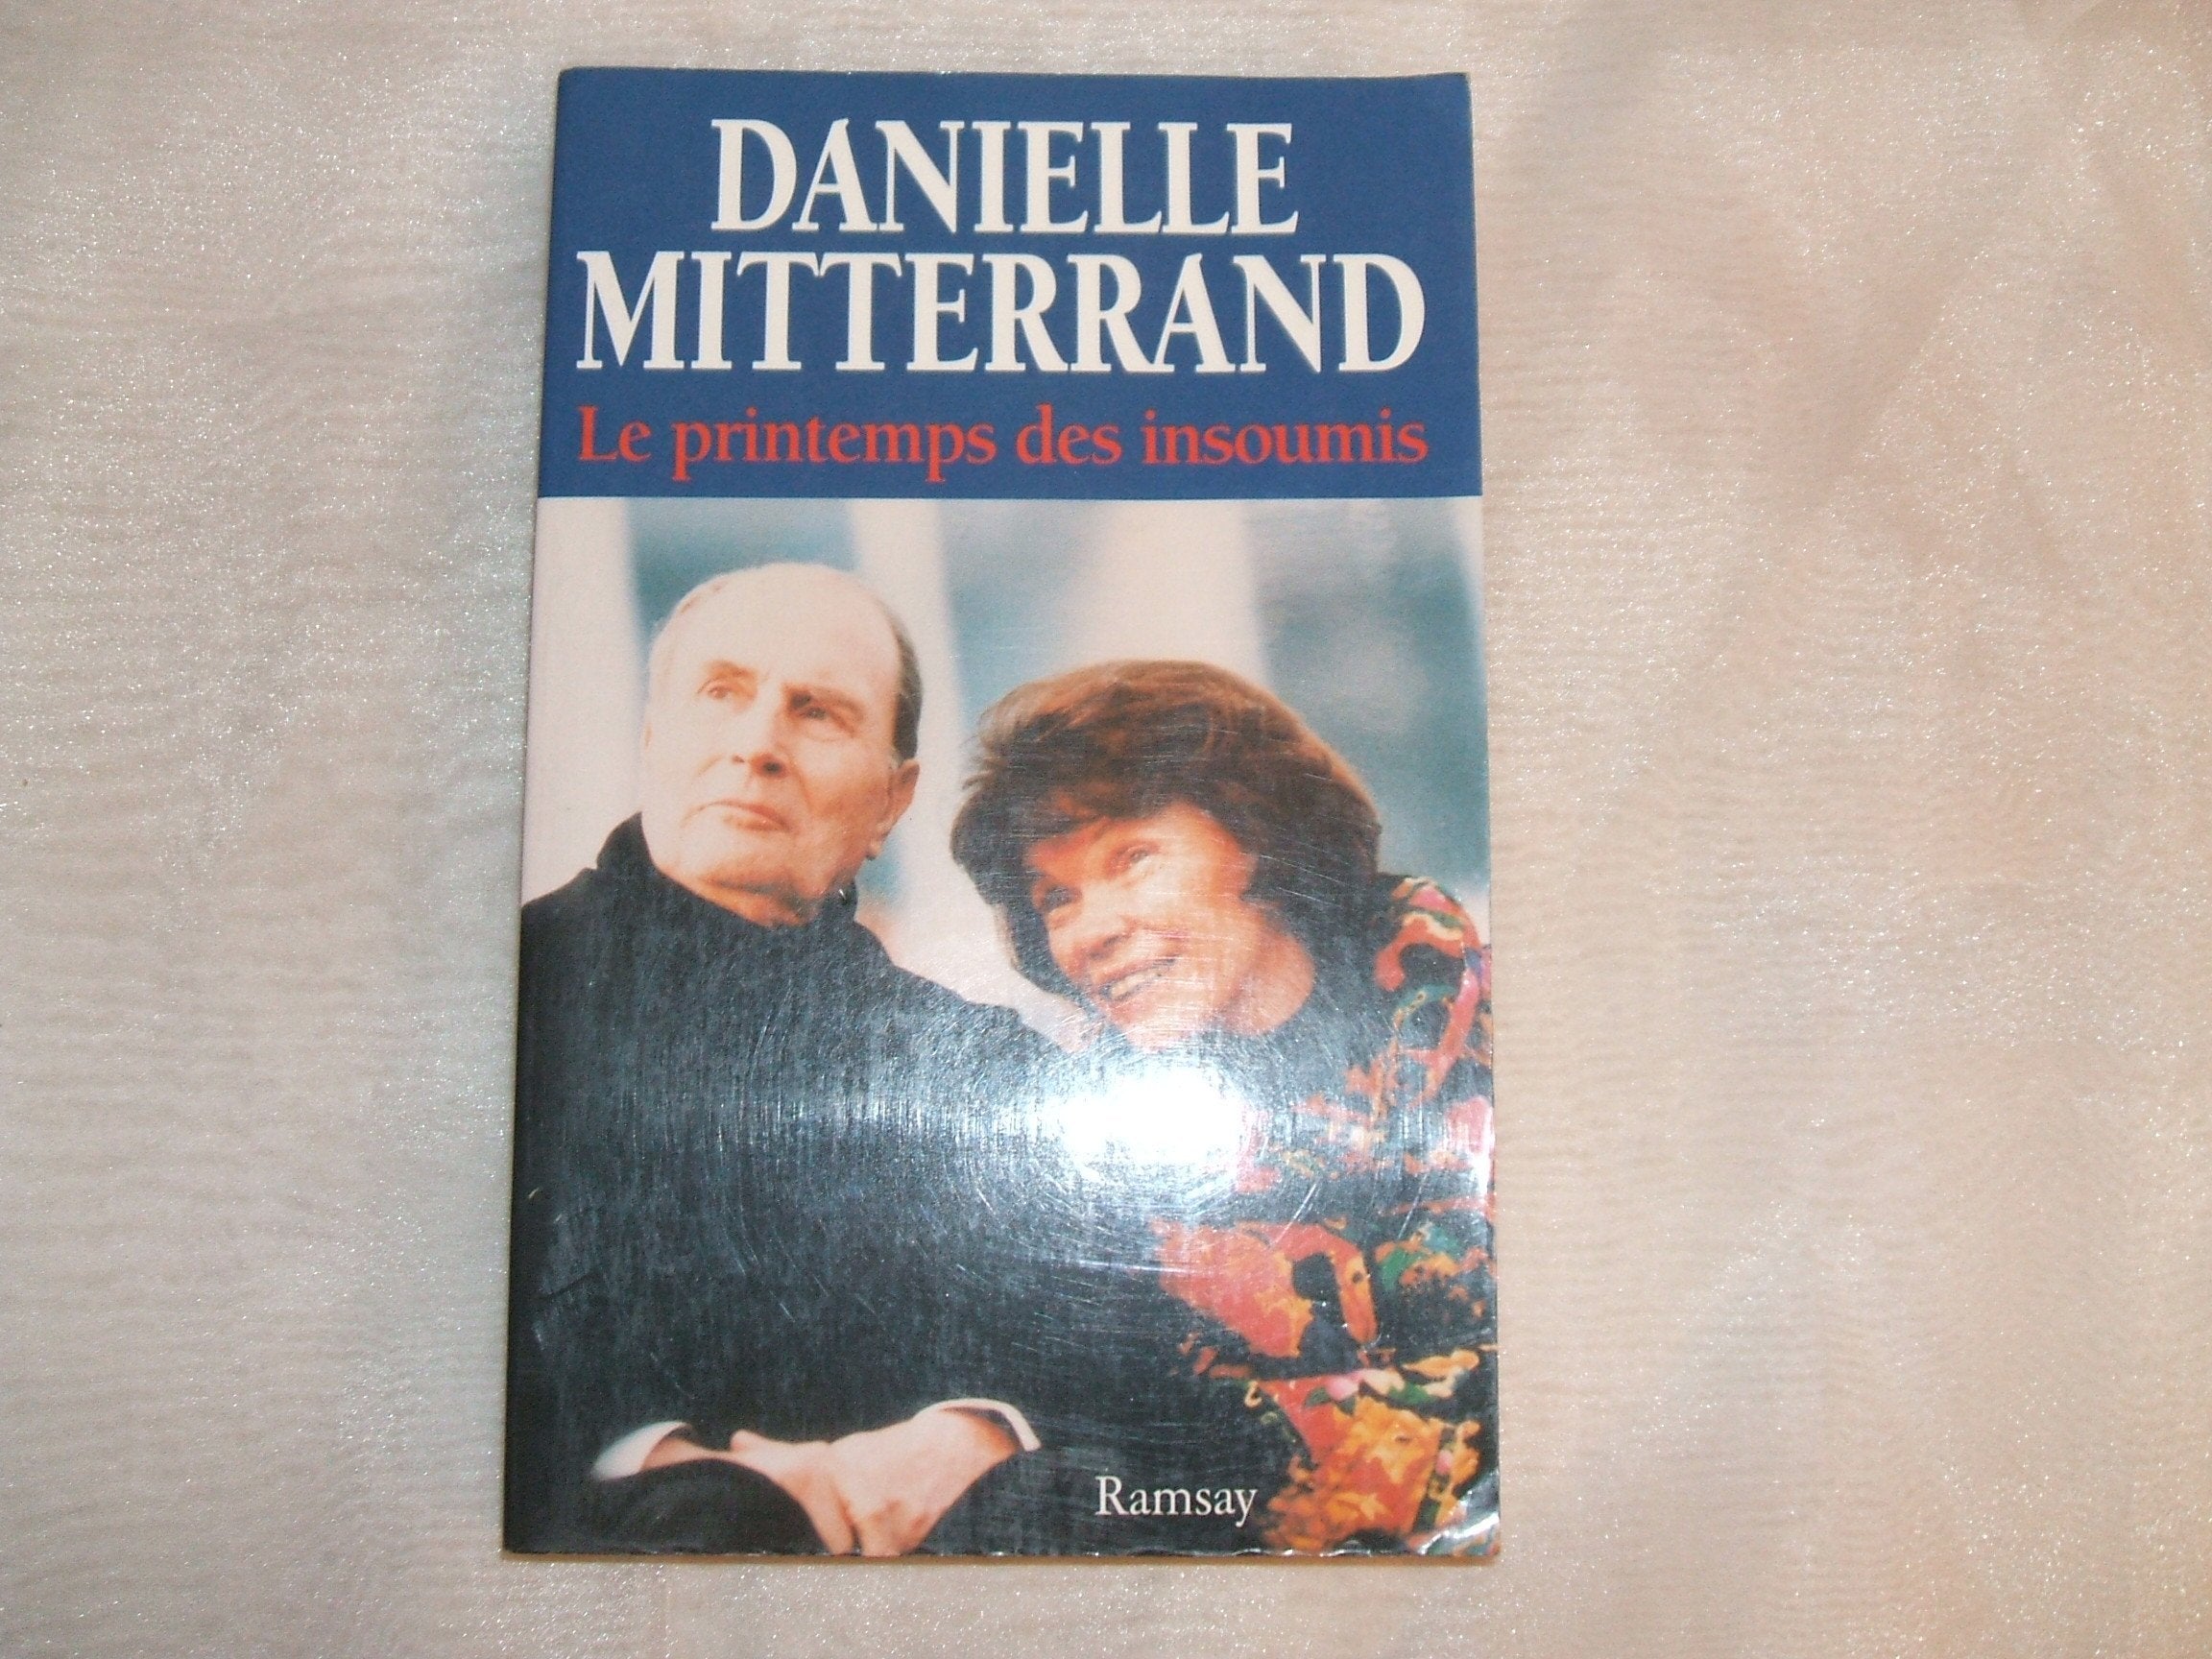 DANIELLE
MITTERRAND
Le printemps des insoumis
Ramsay